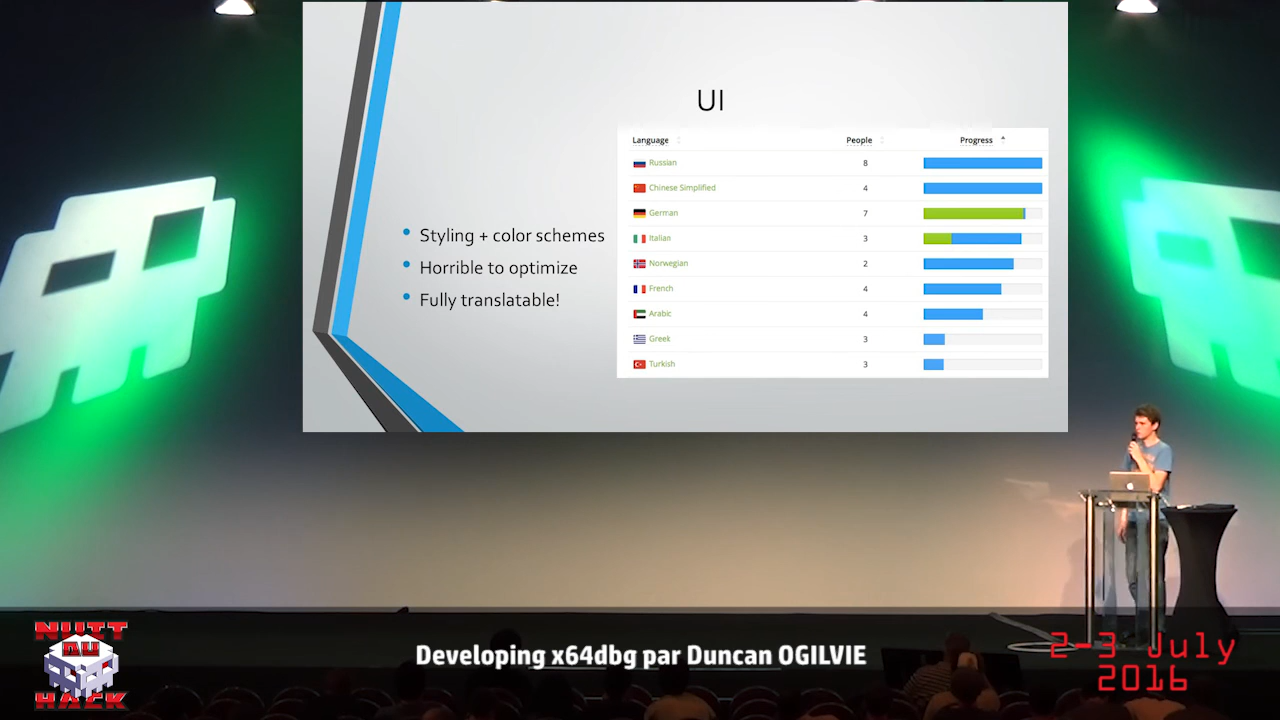 UI
Language People Progress
Russian 8
Chinese Simplified 4
German 7
Italian 3
Norwegian 2
French 4
Arabic 4
Greek 3
Turkish 3
Styling + color schemes
Horrible to optimize
Fully translatable!
NUIT
DU
HACK
Developing x64dbg par Duncan OGILVIE
2-3 July
2016